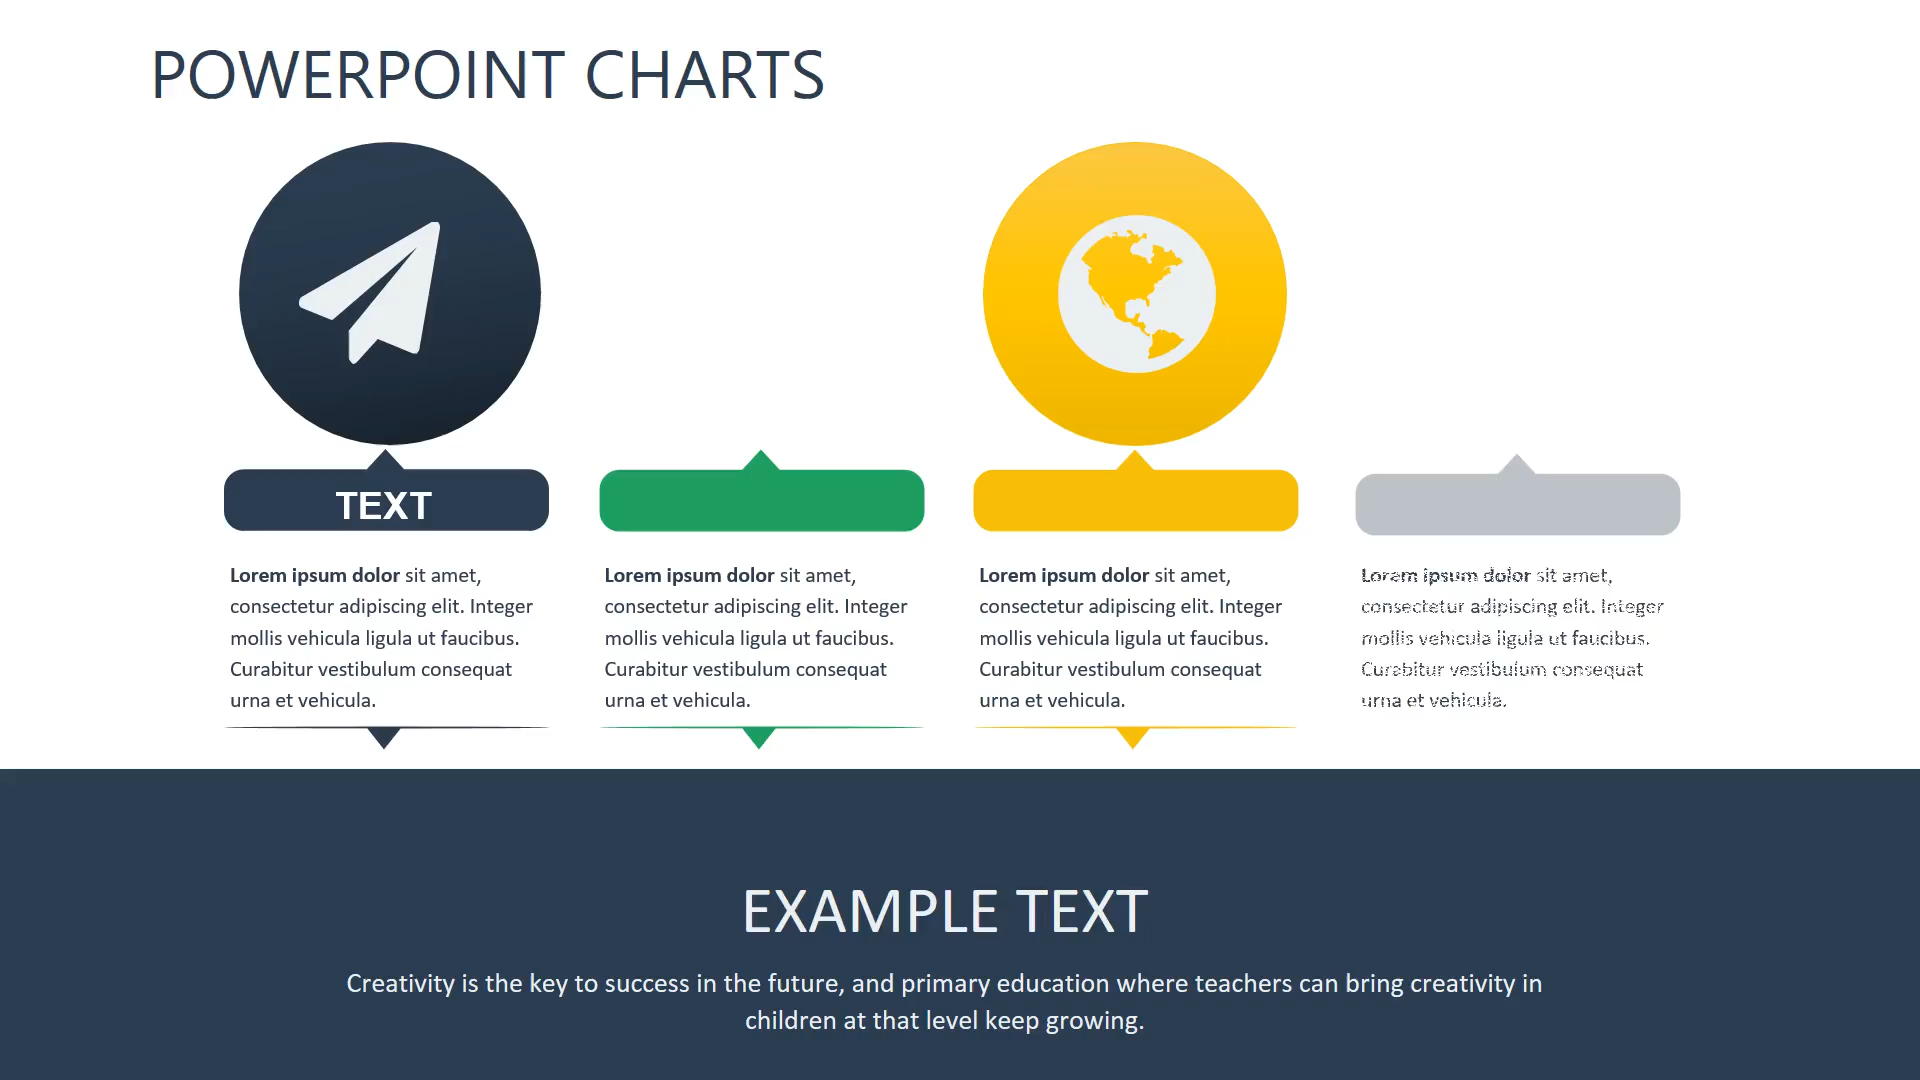 POWERPOINT CHARTS
TEXT
Lorem ipsum dolor sit amet,
consectetur adipiscing elit. Integer
mollis vehicula ligula ut faucibus.
Curabitur vestibulum consequat
urna et vehicula.
Lorem ipsum dolor sit amet,
consectetur adipiscing elit. Integer
mollis vehicula ligula ut faucibus.
Curabitur vestibulum consequat
urna et vehicula.
Lorem ipsum dolor sit amet,
consectetur adipiscing elit. Integer
mollis vehicula ligula ut faucibus.
Curabitur vestibulum consequat
urna et vehicula.
Lorem ipsum dolor sit amet,
consectetur adipiscing elit. Integer
mollis vehicula ligula ut faucibus.
Curabitur vestibulum consequat
urna et vehicula.
EXAMPLE TEXT
Creativity is the key to success in the future, and primary education where teachers can bring creativity in
children at that level keep growing.